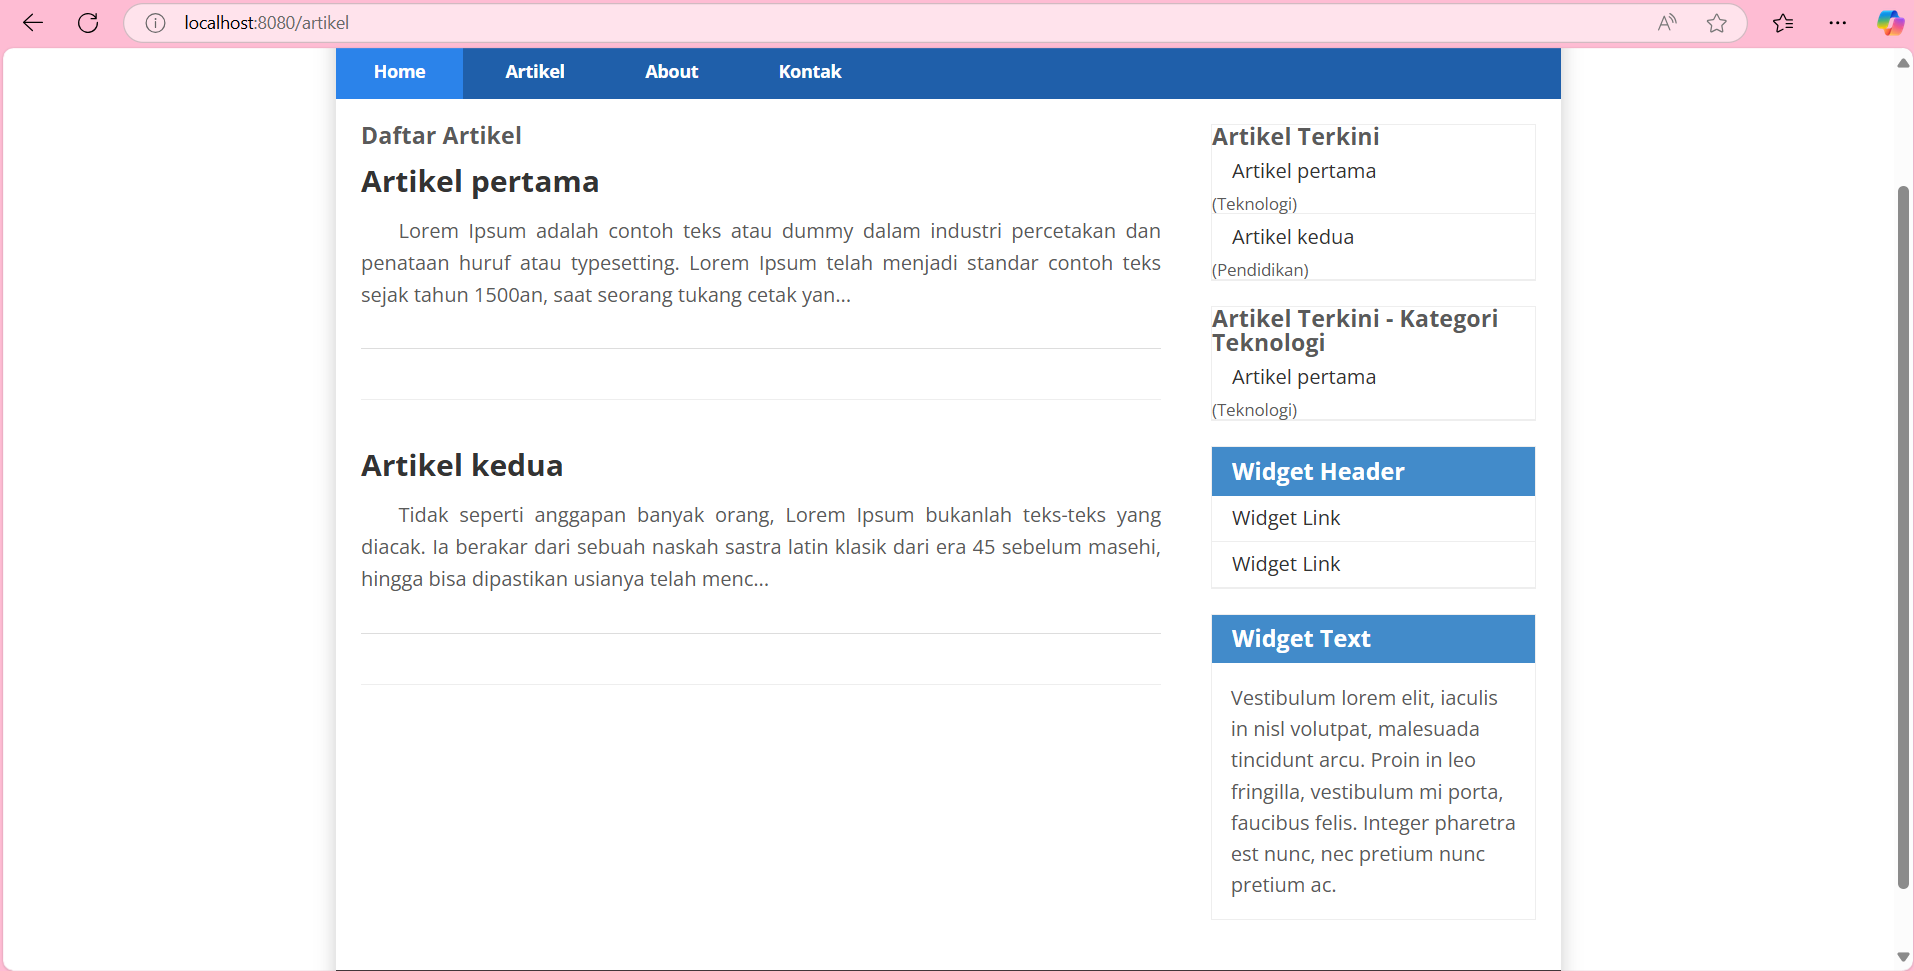 localhost:8080/artikel
Home Artikel About Kontak
Daftar Artikel
Artikel pertama
Lorem Ipsum adalah contoh teks atau dummy dalam industri percetakan dan
penataan huruf atau typesetting. Lorem Ipsum telah menjadi standar contoh teks
sejak tahun 1500an, saat seorang tukang cetak yan...
Artikel kedua
Tidak seperti anggapan banyak orang, Lorem Ipsum bukanlah teks-teks yang
diacak. Ia berakar dari sebuah naskah sastra latin klasik dari era 45 sebelum masehi,
hingga bisa dipastikan usianya telah menc...
Artikel Terkini
Artikel pertama
(Teknologi)
Artikel kedua
(Pendidikan)
Artikel Terkini - Kategori
Teknologi
Artikel pertama
(Teknologi)
Widget Header
Widget Link
Widget Link
Widget Text
Vestibulum lorem elit, iaculis
in nisl volutpat, malesuada
tincidunt arcu. Proin in leo
fringilla, vestibulum mi porta,
faucibus felis. Integer pharetra
est nunc, nec pretium nunc
pretium ac.